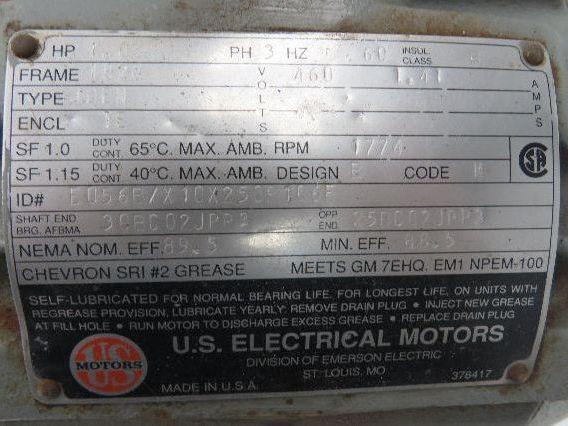 HP PH 3 HZ 60 INSUL. CLASS
FRAME VOLTS 460 1.41 AMPS
TYPE
ENCL
SF 1.0 DUTY CONT. 65°C. MAX. AMB. RPM 1774
SF 1.15 DUTY CONT 40°C. MAX. AMB. DESIGN CODE
ID#
SHAFT END BRG. AFBMA 30BC02JPP3 OPP END 25BC02JPP3
NEMA NOM. EFF. MIN. EFF.
CHEVRON SRI #2 GREASE MEETS GM 7EHQ. EM1 NPEM-100
SELF-LUBRICATED FOR NORMAL BEARING LIFE. FOR LONGEST LIFE, ON UNITS WITH
REGREASE PROVISION, LUBRICATE YEARLY: REMOVE DRAIN PLUG • INJECT NEW GREASE
AT FILL HOLE • RUN MOTOR TO DISCHARGE EXCESS GREASE • REPLACE DRAIN PLUG
US MOTORS
U.S. ELECTRICAL MOTORS
DIVISION OF EMERSON ELECTRIC
ST. LOUIS, MO
MADE IN U.S.A.
378417